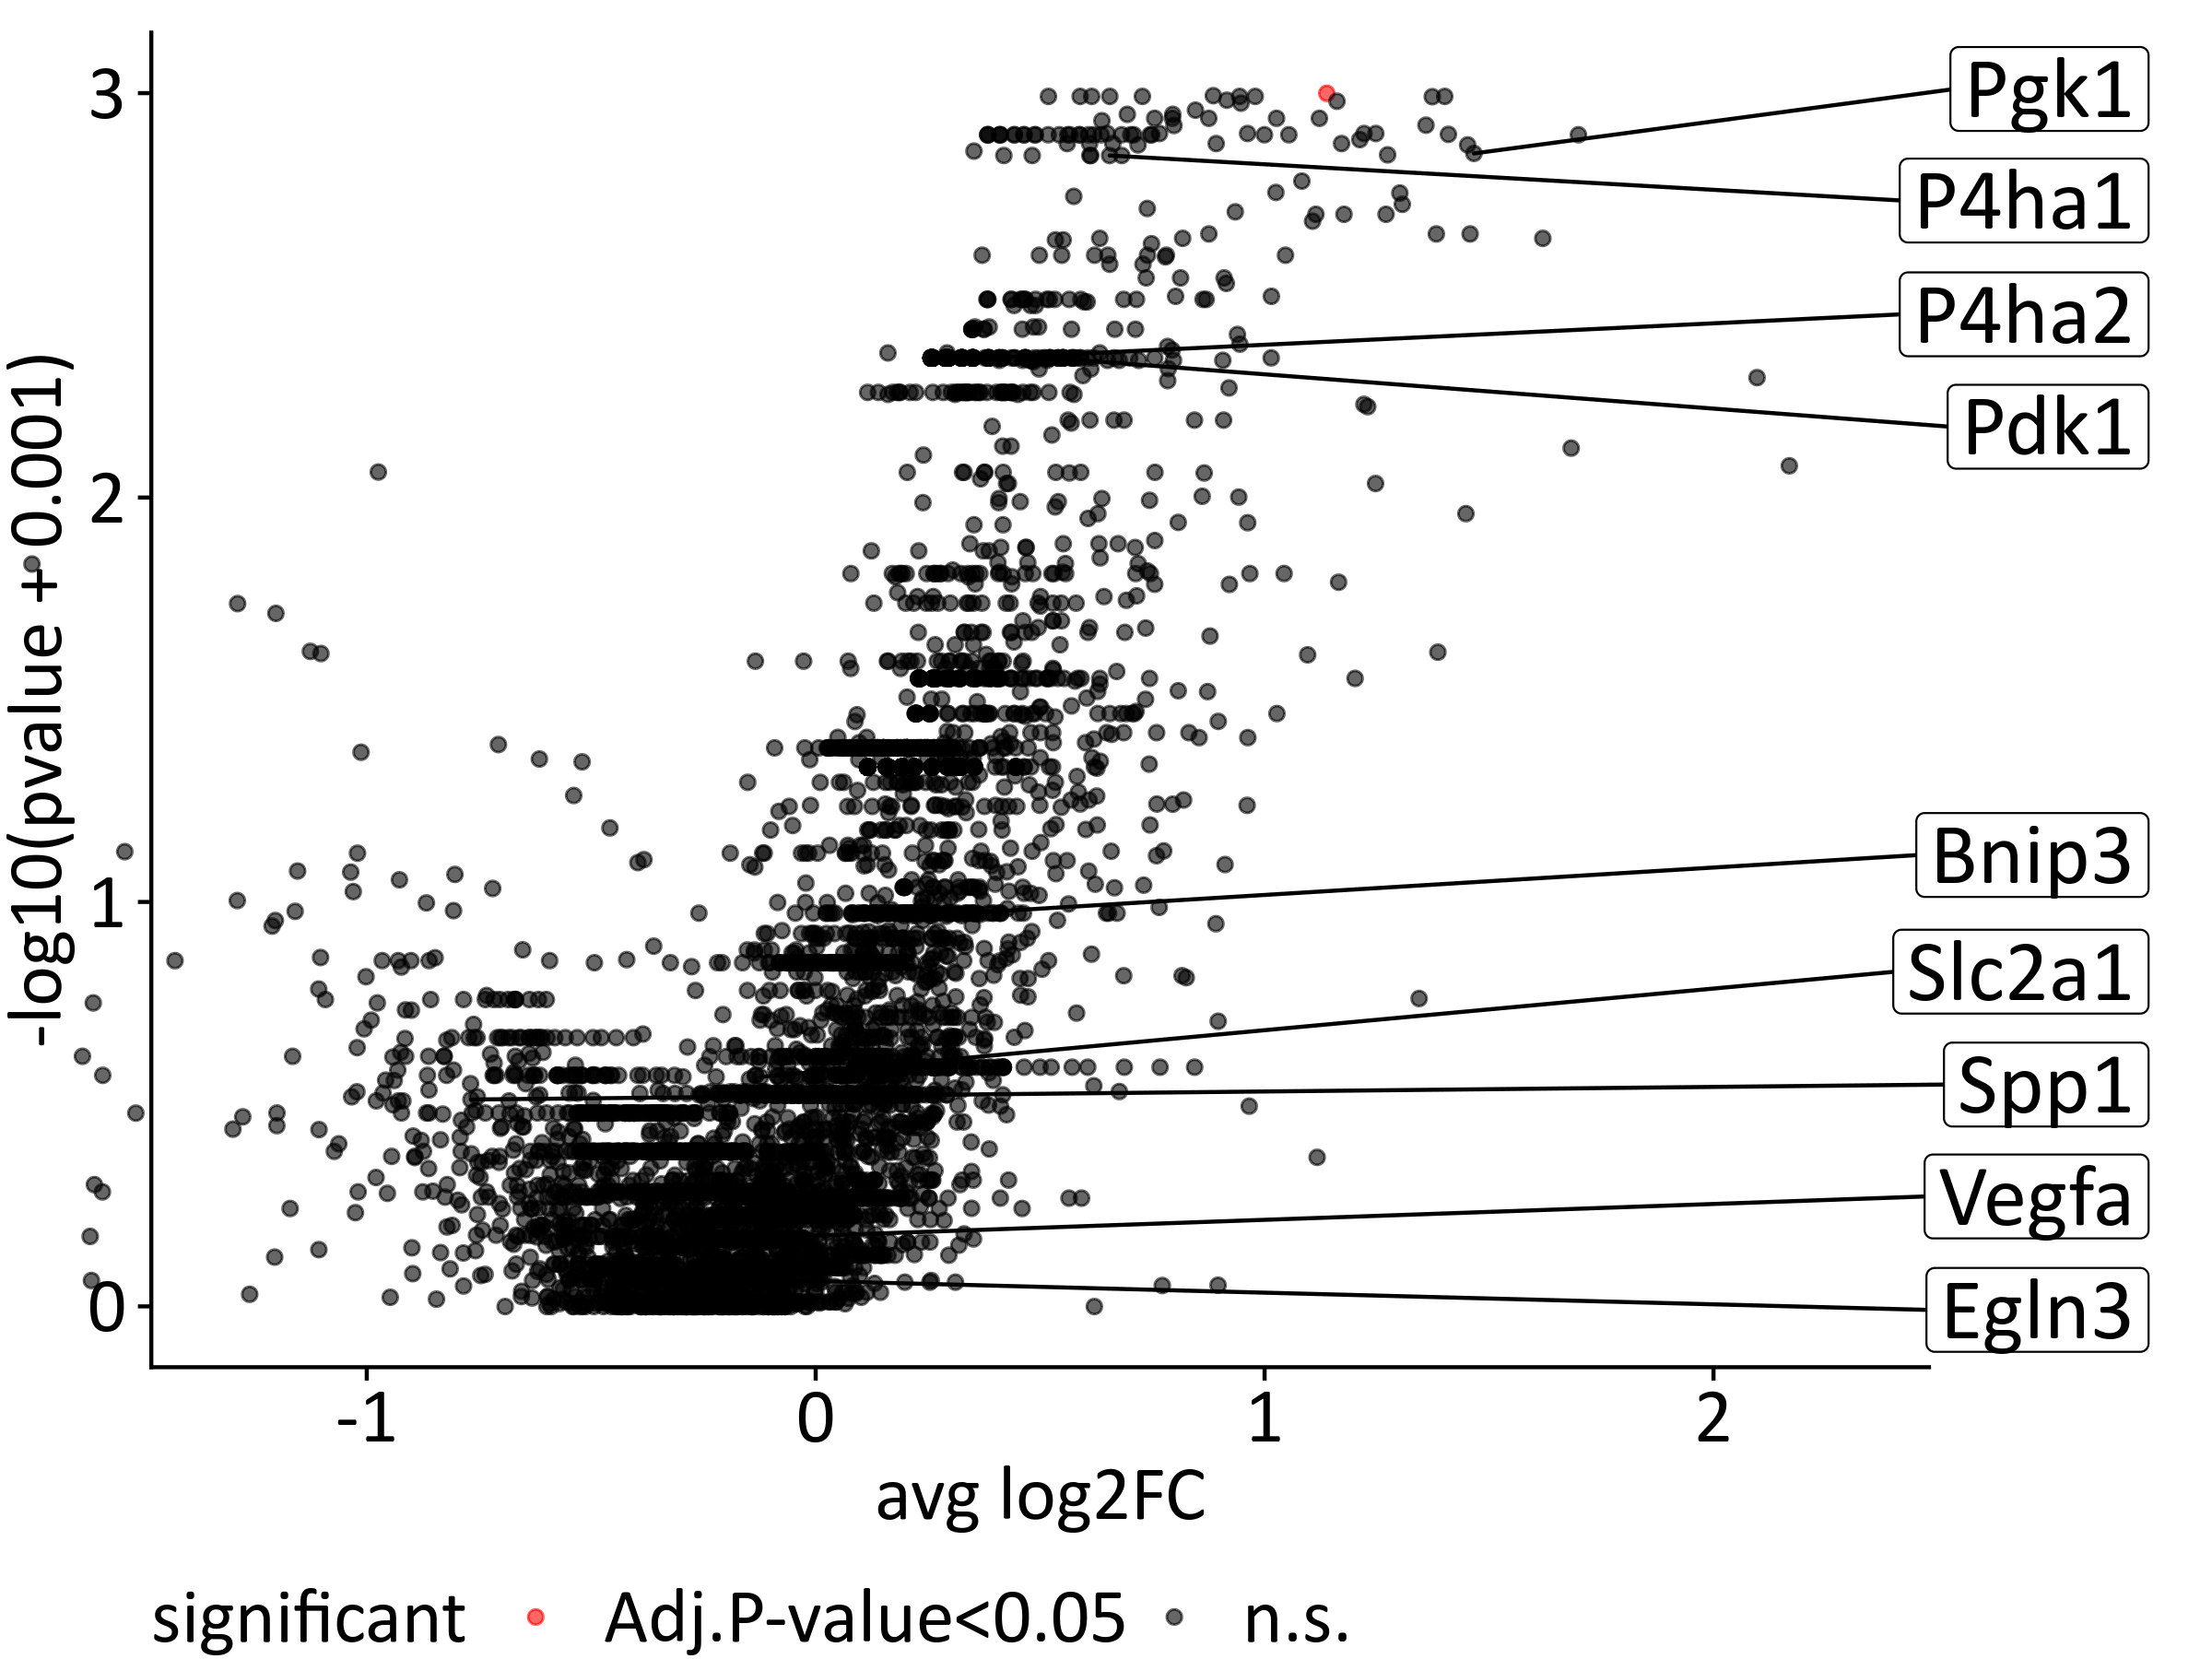 -log10(pvalue + 0.001)
3
2
1
0
-1
0
1
2
avg log2FC
Pgk1
P4ha1
P4ha2
Pdk1
Bnip3
Slc2a1
Spp1
Vegfa
Egln3
significant Adj.P-value<0.05 n.s.